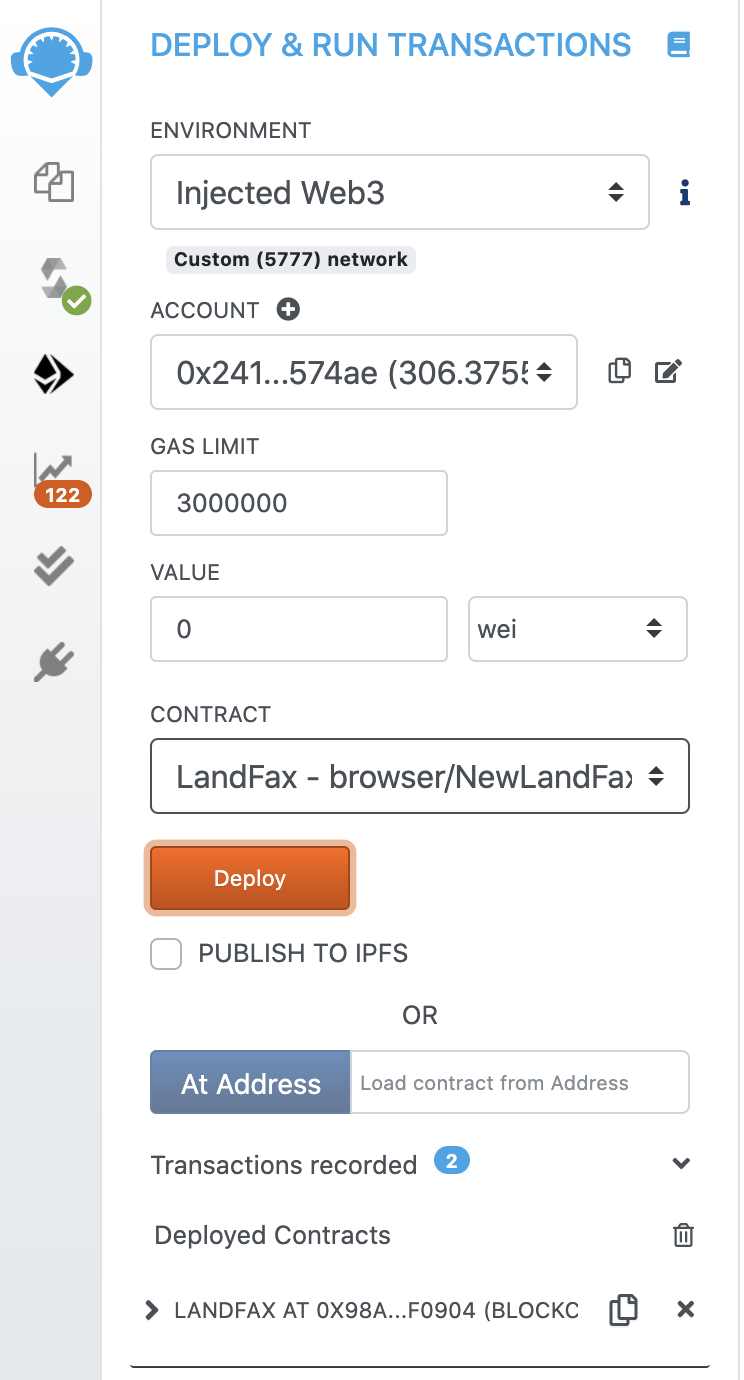 DEPLOY & RUN TRANSACTIONS
ENVIRONMENT
Injected Web3
Custom (5777) network
ACCOUNT
0x241...574ae (306.3755
GAS LIMIT
3000000
122
VALUE
0 wei
CONTRACT
LandFax - browser/NewLandFax
Deploy
PUBLISH TO IPFS
OR
At Address Load contract from Address
Transactions recorded 2
Deployed Contracts
LANDFAX AT 0X98A...F0904 (BLOCKC